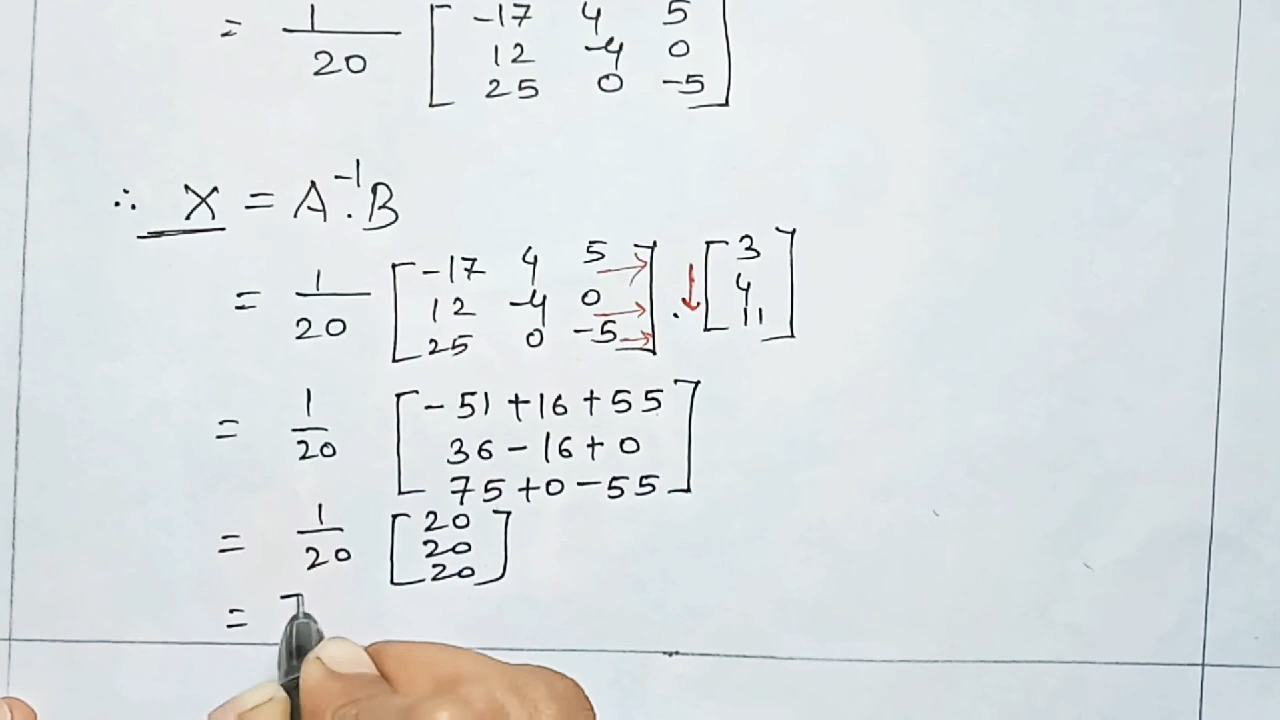 = 1/20 [ -17 4 5
12 -4 0
25 0 -5 ]
∴ X = A⁻¹.B
= 1/20 [ -17 4 5
12 -4 0
25 0 -5 ] . [ 3
4
11 ]
= 1/20 [ -51 +16 +55
36 - 16 + 0
75 + 0 - 55 ]
= 1/20 [ 20
20
20 ]
=